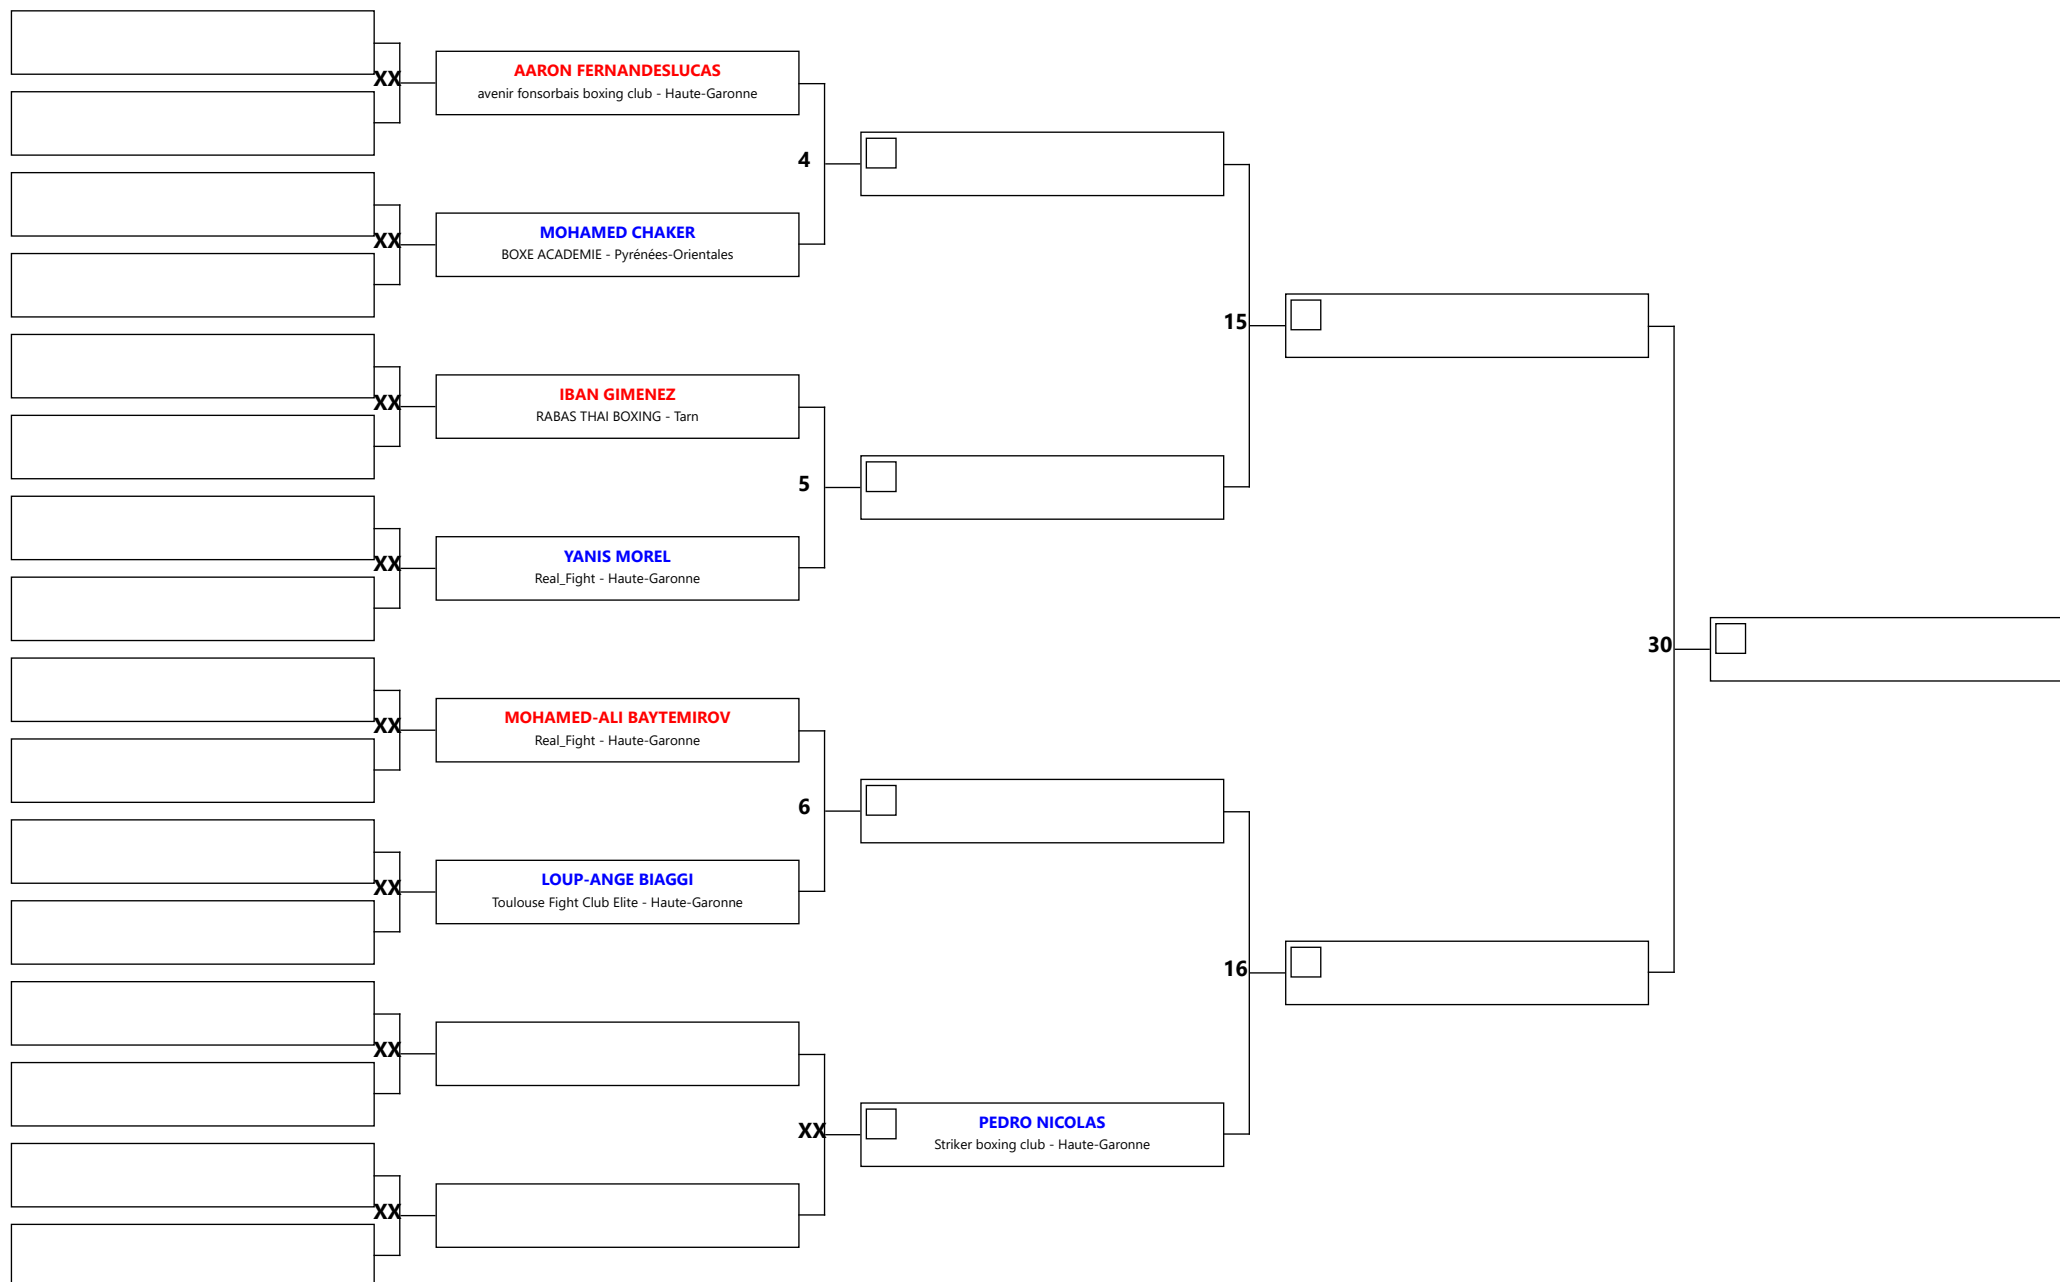 XX
AARON FERNANDESLUCAS
avenir fonsorbais boxing club - Haute-Garonne
4
XX
MOHAMED CHAKER
BOXE ACADEMIE - Pyrénées-Orientales
15
XX
IBAN GIMENEZ
RABAS THAI BOXING - Tarn
5
XX
YANIS MOREL
Real_Fight - Haute-Garonne
30
XX
MOHAMED-ALI BAYTEMIROV
Real_Fight - Haute-Garonne
6
XX
LOUP-ANGE BIAGGI
Toulouse Fight Club Elite - Haute-Garonne
16
XX
XX
PEDRO NICOLAS
Striker boxing club - Haute-Garonne
XX